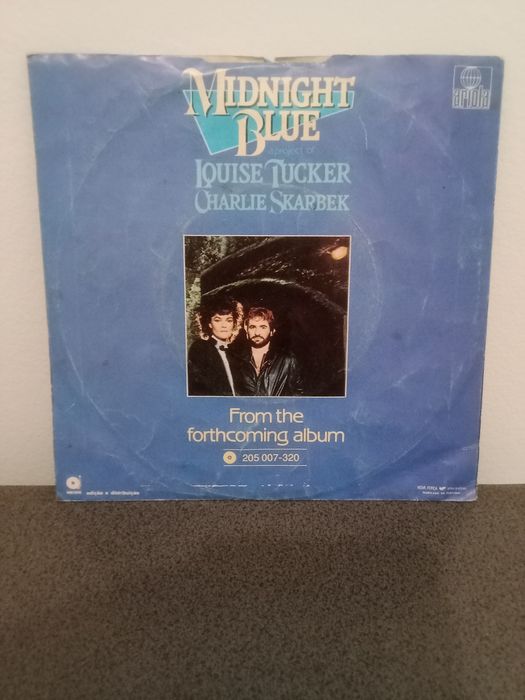 MIDNIGHT
BLUE
a project of
LOUISE TUCKER
CHARLIE SKARBEK
ariola
From the
forthcoming album
205 007-320
edição e distribuição